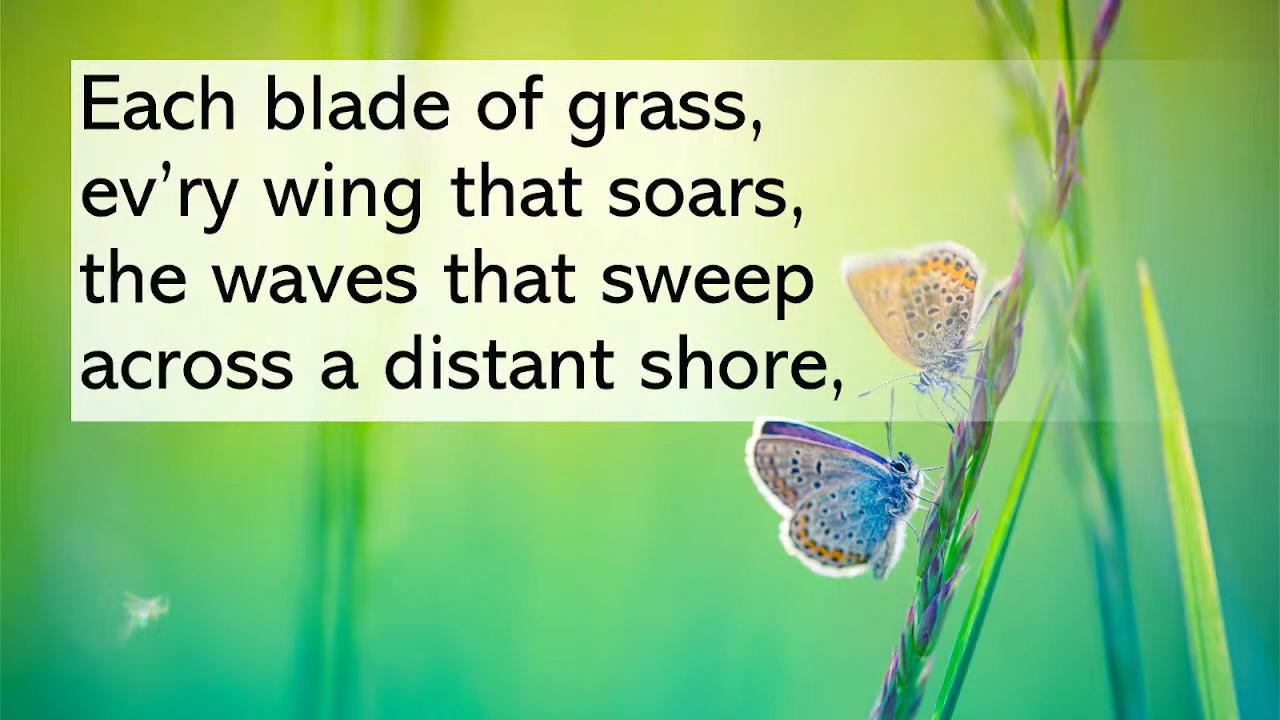 Each blade of grass,
ev’ry wing that soars,
the waves that sweep
across a distant shore,